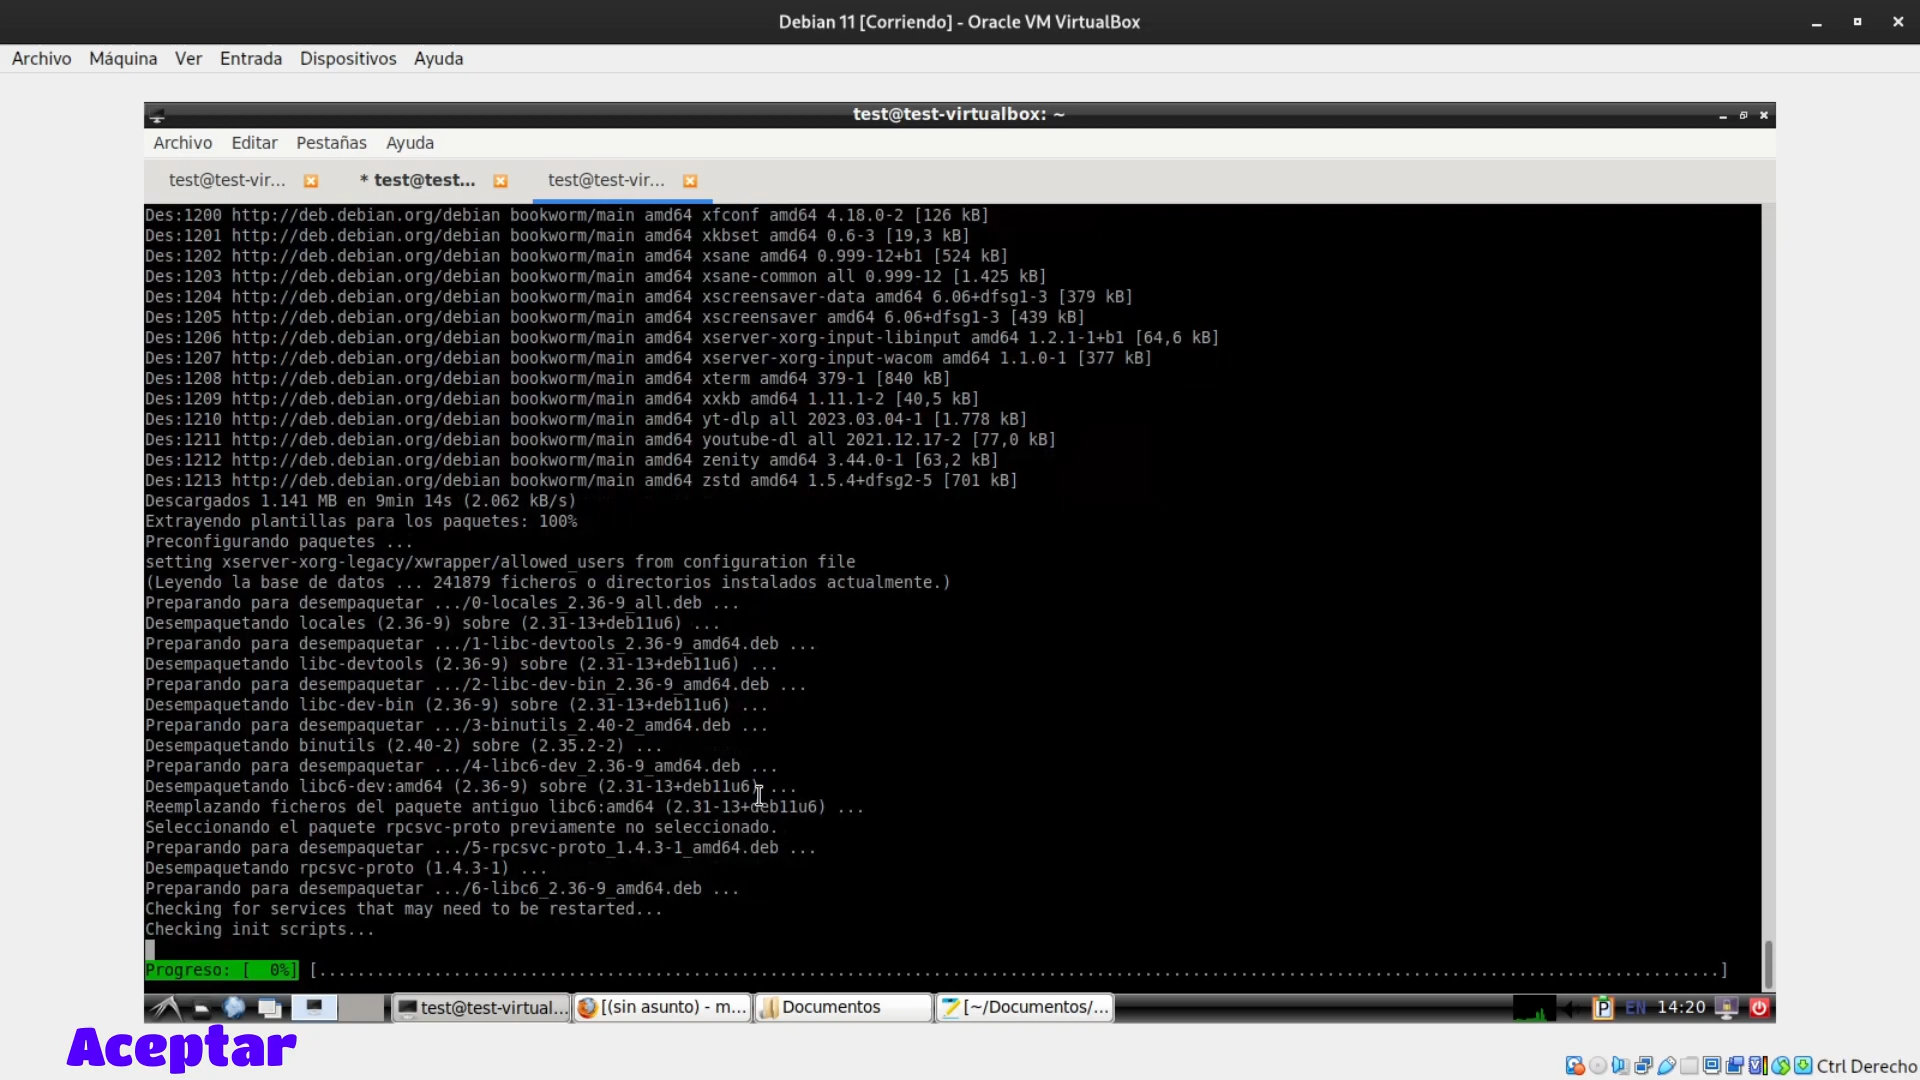 Debian 11 [Corriendo] - Oracle VM VirtualBox
Archivo Máquina Ver Entrada Dispositivos Ayuda
test@test-virtualbox: ~
Archivo Editar Pestañas Ayuda
test@test-vir... * test@test... test@test-vir...
Des:1200 http://deb.debian.org/debian bookworm/main amd64 xfconf amd64 4.18.0-2 [126 kB]
Des:1201 http://deb.debian.org/debian bookworm/main amd64 xkbset amd64 0.6-3 [19,3 kB]
Des:1202 http://deb.debian.org/debian bookworm/main amd64 xsane amd64 0.999-12+b1 [524 kB]
Des:1203 http://deb.debian.org/debian bookworm/main amd64 xsane-common all 0.999-12 [1.425 kB]
Des:1204 http://deb.debian.org/debian bookworm/main amd64 xscreensaver-data amd64 6.06+dfsg1-3 [379 kB]
Des:1205 http://deb.debian.org/debian bookworm/main amd64 xscreensaver amd64 6.06+dfsg1-3 [439 kB]
Des:1206 http://deb.debian.org/debian bookworm/main amd64 xserver-xorg-input-libinput amd64 1.2.1-1+b1 [64,6 kB]
Des:1207 http://deb.debian.org/debian bookworm/main amd64 xserver-xorg-input-wacom amd64 1.1.0-1 [377 kB]
Des:1208 http://deb.debian.org/debian bookworm/main amd64 xterm amd64 379-1 [840 kB]
Des:1209 http://deb.debian.org/debian bookworm/main amd64 xxkb amd64 1.11.1-2 [40,5 kB]
Des:1210 http://deb.debian.org/debian bookworm/main amd64 yt-dlp all 2023.03.04-1 [1.778 kB]
Des:1211 http://deb.debian.org/debian bookworm/main amd64 youtube-dl all 2021.12.17-2 [77,0 kB]
Des:1212 http://deb.debian.org/debian bookworm/main amd64 zenity amd64 3.44.0-1 [63,2 kB]
Des:1213 http://deb.debian.org/debian bookworm/main amd64 zstd amd64 1.5.4+dfsg2-5 [701 kB]
Descargados 1.141 MB en 9min 14s (2.062 kB/s)
Extrayendo plantillas para los paquetes: 100%
Preconfigurando paquetes ...
setting xserver-xorg-legacy/xwrapper/allowed_users from configuration file
(Leyendo la base de datos ... 241879 ficheros o directorios instalados actualmente.)
Preparando para desempaquetar .../0-locales_2.36-9_all.deb ...
Desempaquetando locales (2.36-9) sobre (2.31-13+deb11u6) ...
Preparando para desempaquetar .../1-libc-devtools_2.36-9_amd64.deb ...
Desempaquetando libc-devtools (2.36-9) sobre (2.31-13+deb11u6) ...
Preparando para desempaquetar .../2-libc-dev-bin_2.36-9_amd64.deb ...
Desempaquetando libc-dev-bin (2.36-9) sobre (2.31-13+deb11u6) ...
Preparando para desempaquetar .../3-binutils_2.40-2_amd64.deb ...
Desempaquetando binutils (2.40-2) sobre (2.35.2-2) ...
Preparando para desempaquetar .../4-libc6-dev_2.36-9_amd64.deb ...
Desempaquetando libc6-dev:amd64 (2.36-9) sobre (2.31-13+deb11u6) ...
Reemplazando ficheros del paquete antiguo libc6:amd64 (2.31-13+deb11u6) ...
Seleccionando el paquete rpcsvc-proto previamente no seleccionado.
Preparando para desempaquetar .../5-rpcsvc-proto_1.4.3-1_amd64.deb ...
Desempaquetando rpcsvc-proto (1.4.3-1) ...
Preparando para desempaquetar .../6-libc6_2.36-9_amd64.deb ...
Checking for services that may need to be restarted...
Checking init scripts...
Progreso: [  0%] [..................................................................................................................................................]
test@test-virtual... [(sin asunto) - m... Documentos [~/Documentos/... P EN 14:20
Aceptar
Ctrl Derecho